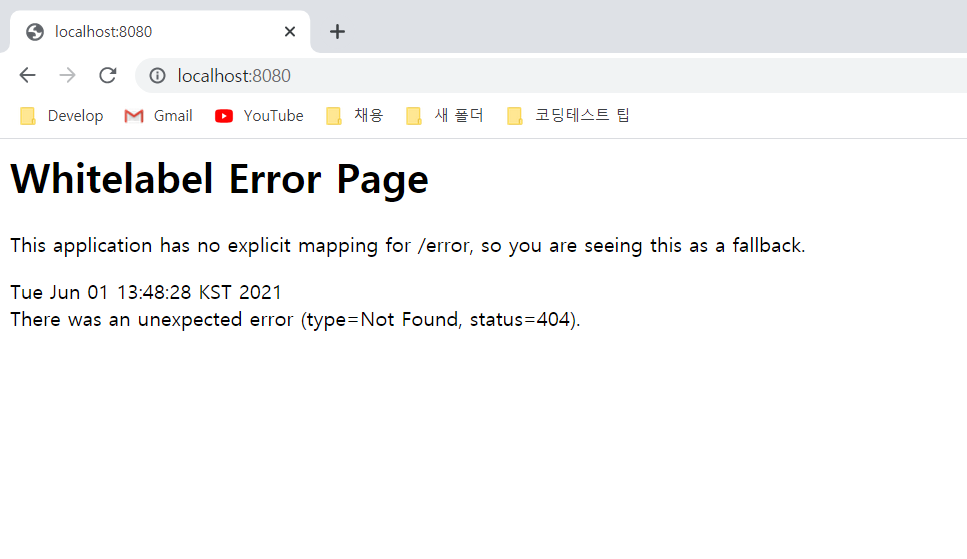 localhost:8080
localhost:8080
Develop Gmail YouTube 채용 새 폴더 코딩테스트 팁
Whitelabel Error Page
This application has no explicit mapping for /error, so you are seeing this as a fallback.
Tue Jun 01 13:48:28 KST 2021
There was an unexpected error (type=Not Found, status=404).